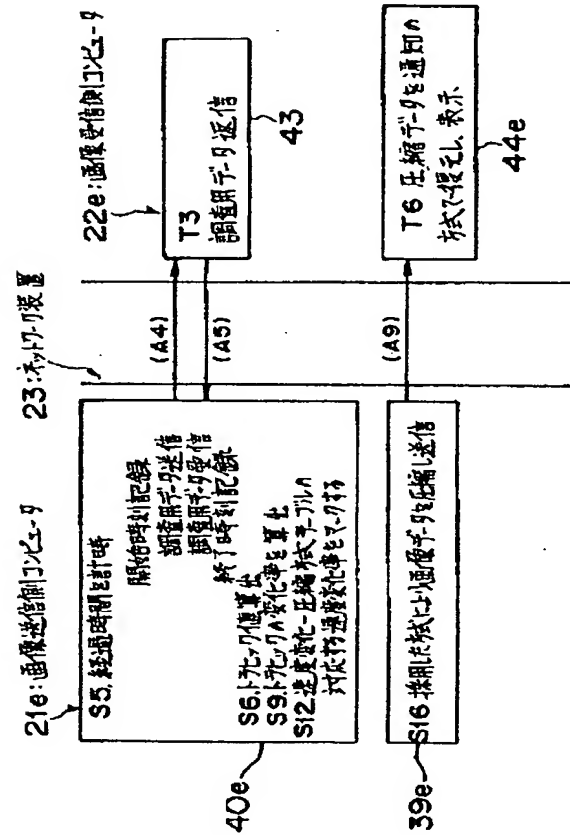 21e:画像送信側コンピュータ
23:ネットワーク装置
22e:画像受信側コンピュータ
S5.経過時間を計時
開始時刻記録
調査用データ送信
調査用データ受信
終了時刻記録
S6.トラヒック値算出
S9.トラヒックの変化率を算出
S12.速度変化-圧縮方式テーブルの
対応する速度変化率をマークする
40e
(A4)
(A5)
T3
調査用データ返信
43
S16 採用した方式により画像データを圧縮し送信
39e
(A9)
T6 圧縮データを通知の
方式で復元し、表示
44e